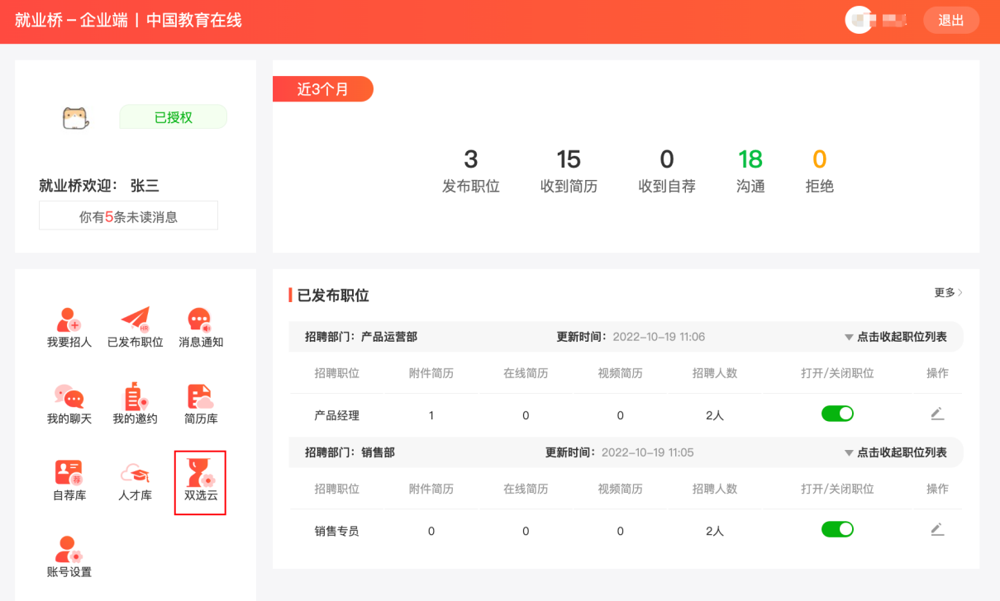 就业桥 – 企业端 | 中国教育在线
退出
已授权
就业桥欢迎： 张三
你有5条未读消息
近3个月
3 15 0 18 0
发布职位 收到简历 收到自荐 沟通 拒绝
我要招人 已发布职位 消息通知
我的聊天 我的邀约 简历库
自荐库 人才库 双选云
账号设置
已发布职位 更多
招聘部门：产品运营部 更新时间：2022-10-19 11:06 点击收起职位列表
招聘职位 附件简历 在线简历 视频简历 招聘人数 打开/关闭职位 操作
产品经理 1 0 0 2人
招聘部门：销售部 更新时间：2022-10-19 11:05 点击收起职位列表
招聘职位 附件简历 在线简历 视频简历 招聘人数 打开/关闭职位 操作
销售专员 0 0 0 2人